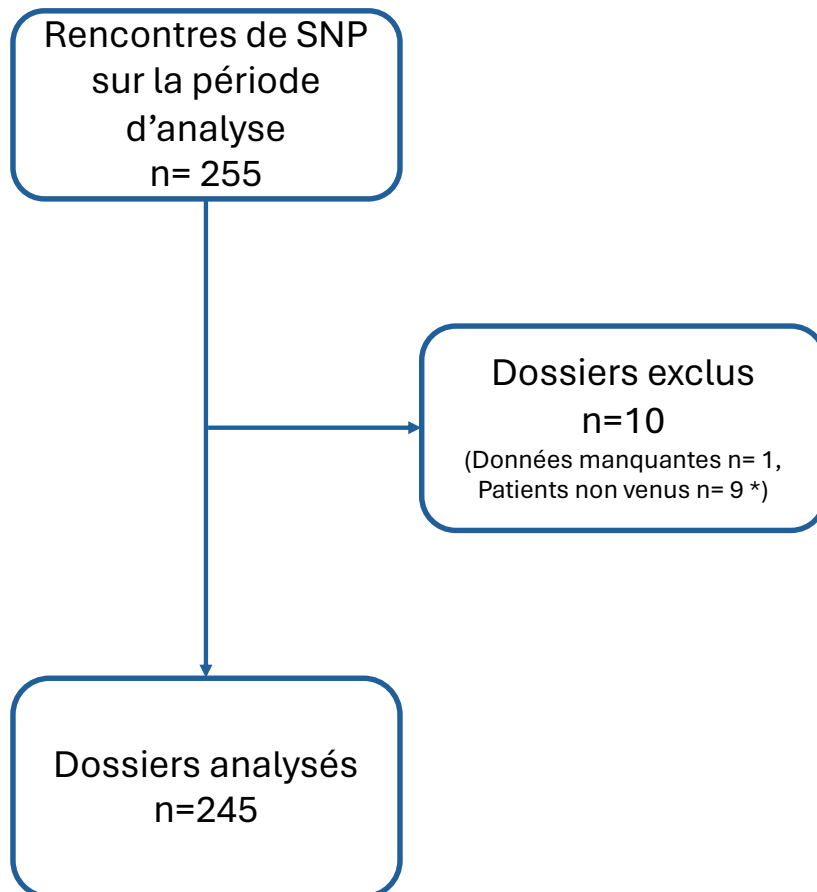 Rencontres de SNP
sur la période
d’analyse
n= 255
Dossiers exclus
n=10
(Données manquantes n= 1,
Patients non venus n= 9 *)
Dossiers analysés
n=245